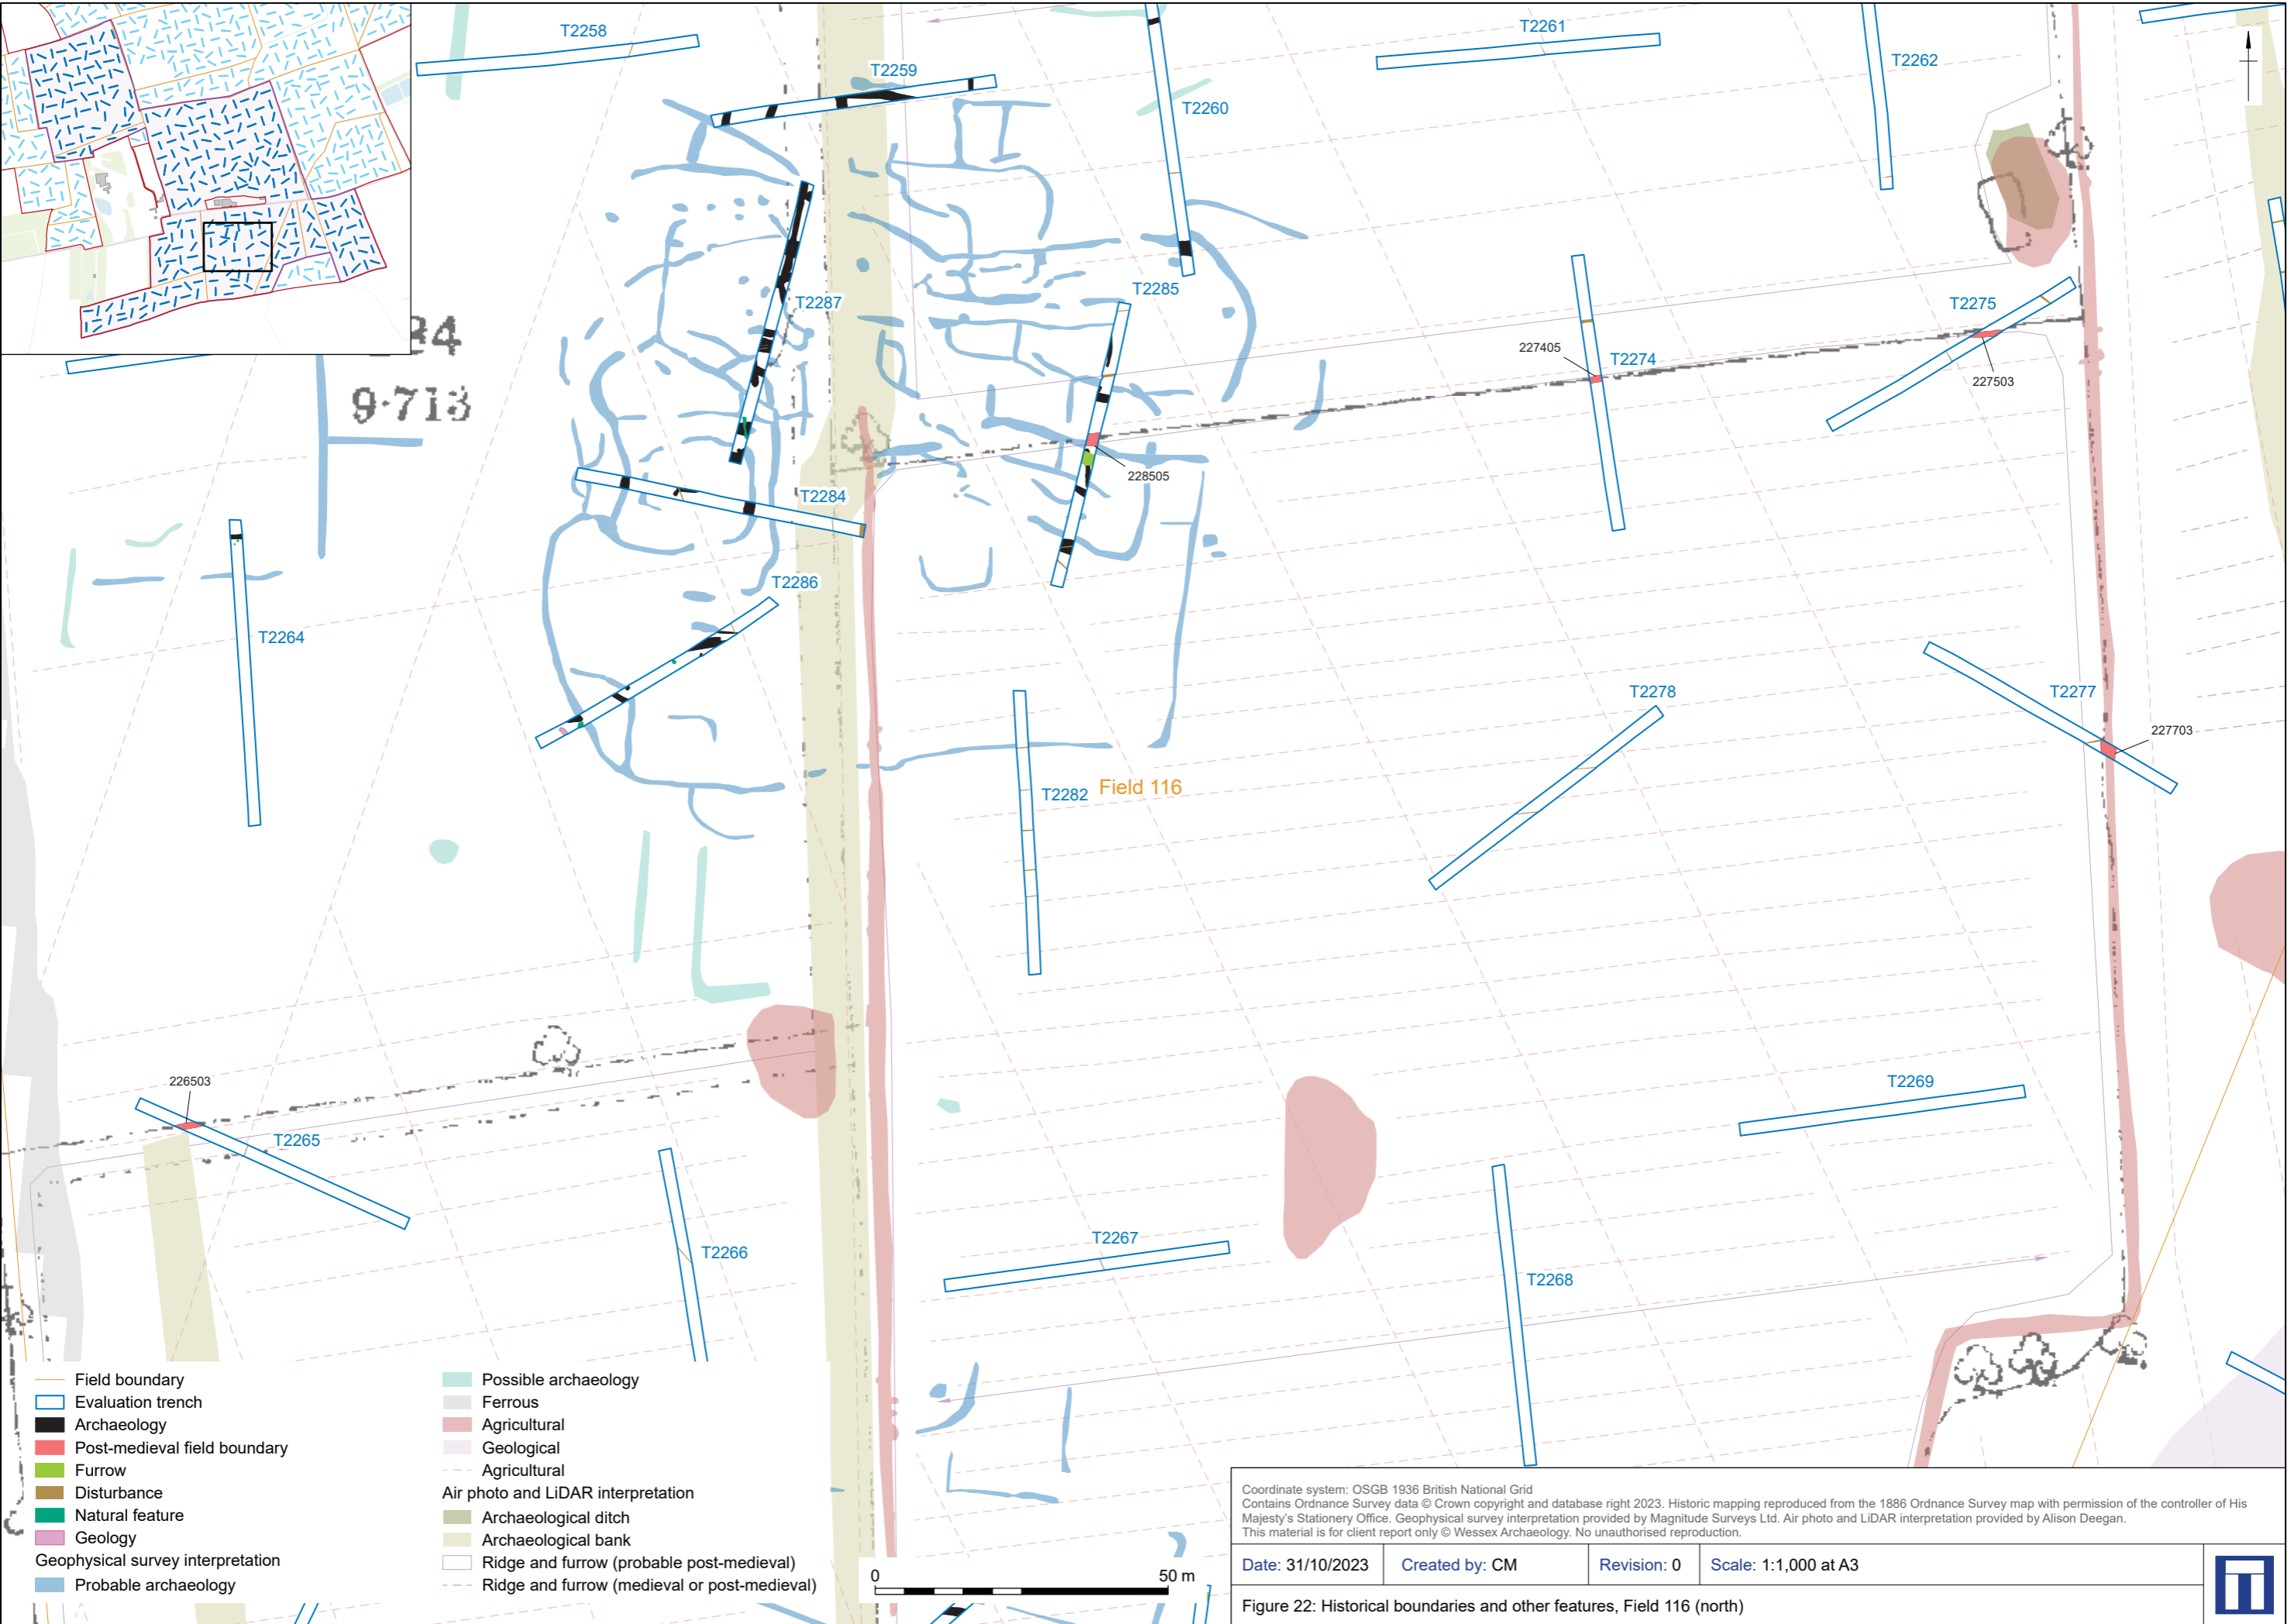 T2258
T2259
T2260
T2261
T2262
T2287
T2285
T2274
T2275
227405
227503
84
9·713
T2284
228505
T2286
T2264
T2278
T2277
227703
T2282
Field 116
226503
T2265
T2269
T2266
T2267
T2268
Field boundary
Evaluation trench
Archaeology
Post-medieval field boundary
Furrow
Disturbance
Natural feature
Geology
Geophysical survey interpretation
Probable archaeology
Possible archaeology
Ferrous
Agricultural
Geological
Agricultural
Air photo and LiDAR interpretation
Archaeological ditch
Archaeological bank
Ridge and furrow (probable post-medieval)
Ridge and furrow (medieval or post-medieval)
0 50 m
Coordinate system: OSGB 1936 British National Grid
Contains Ordnance Survey data © Crown copyright and database right 2023. Historic mapping reproduced from the 1886 Ordnance Survey map with permission of the controller of His
Majesty's Stationery Office. Geophysical survey interpretation provided by Magnitude Surveys Ltd. Air photo and LiDAR interpretation provided by Alison Deegan.
This material is for client report only © Wessex Archaeology. No unauthorised reproduction.
Date: 31/10/2023 Created by: CM Revision: 0 Scale: 1:1,000 at A3
Figure 22: Historical boundaries and other features, Field 116 (north)